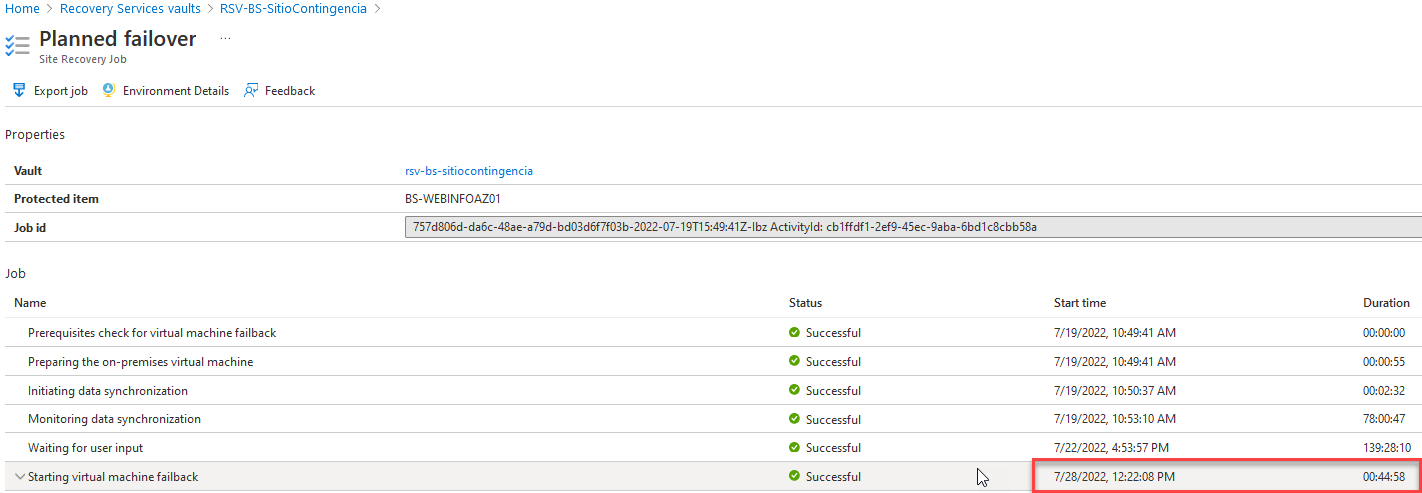 Home > Recovery Services vaults > RSV-BS-SitioContingencia >
Planned failover ...
Site Recovery Job
Export job Environment Details Feedback
Properties
Vault rsv-bs-sitiocontingencia
Protected item BS-WEBINFOAZ01
Job id 757d806d-da6c-48ae-a79d-bd03d6f7f03b-2022-07-19T15:49:41Z-Ibz ActivityId: cb1ffdf1-2ef9-45ec-9aba-6bd1c8cbb58a
Job
Name Status Start time Duration
Prerequisites check for virtual machine failback Successful 7/19/2022, 10:49:41 AM 00:00:00
Preparing the on-premises virtual machine Successful 7/19/2022, 10:49:41 AM 00:00:55
Initiating data synchronization Successful 7/19/2022, 10:50:37 AM 00:02:32
Monitoring data synchronization Successful 7/19/2022, 10:53:10 AM 78:00:47
Waiting for user input Successful 7/22/2022, 4:53:57 PM 139:28:10
Starting virtual machine failback Successful 7/28/2022, 12:22:08 PM 00:44:58